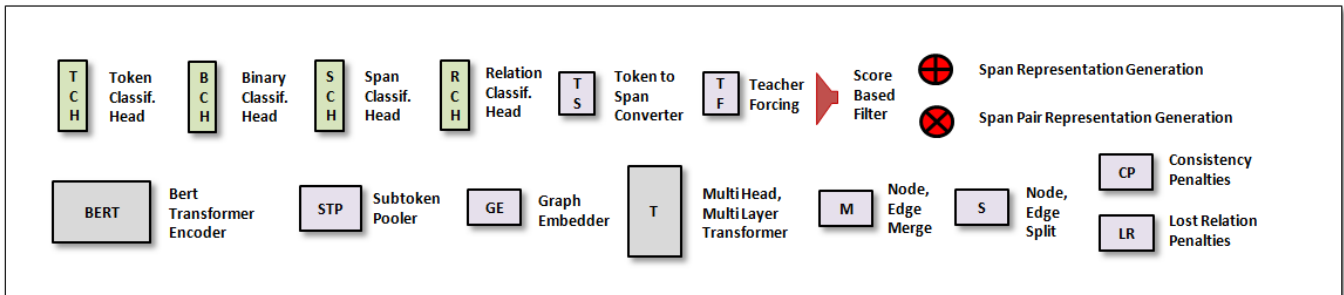 T
C
H
Token
Classif.
Head
B
C
H
Binary
Classif.
Head
S
C
H
Span
Classif.
Head
R
C
H
Relation
Classif.
Head
T
S
Token to
Span
Converter
T
F
Teacher
Forcing
Score
Based
Filter
Span Representation Generation
Span Pair Representation Generation
BERT
Bert
Transformer
Encoder
STP
Subtoken
Pooler
GE
Graph
Embedder
T
Multi Head,
Multi Layer
Transformer
M
Node,
Edge
Merge
S
Node,
Edge
Split
CP
Consistency
Penalties
LR
Lost Relation
Penalties